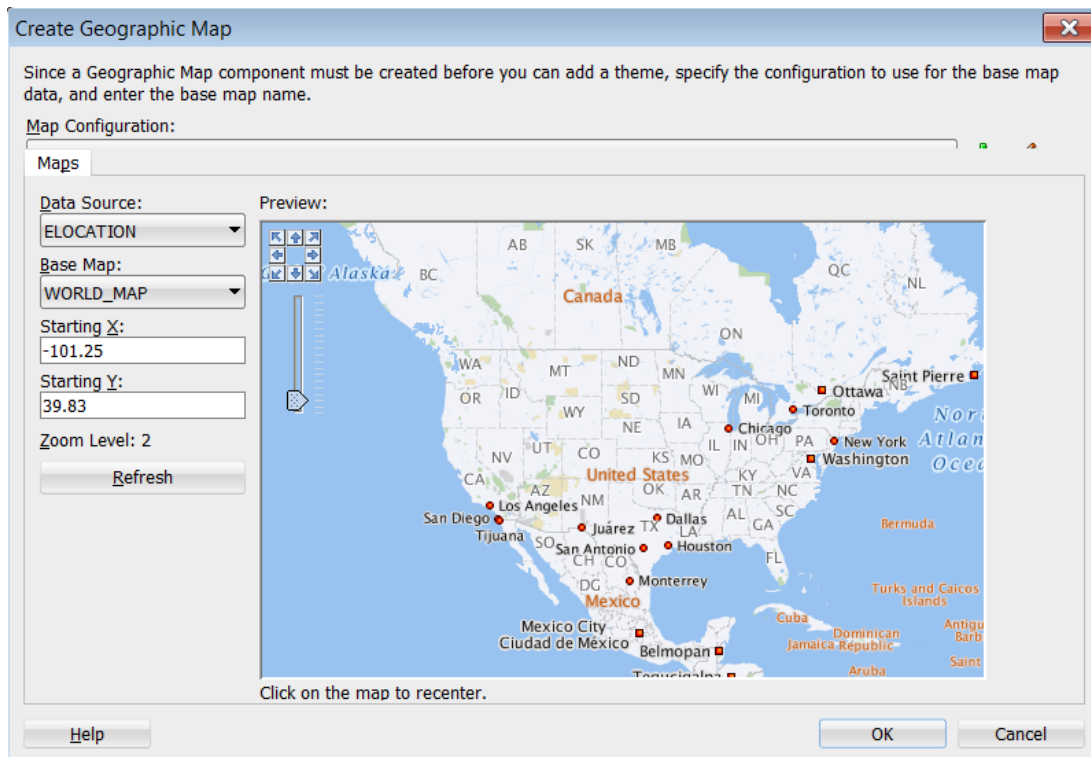 Create Geographic Map
Since a Geographic Map component must be created before you can add a theme, specify the configuration to use for the base map
data, and enter the base map name.
Map Configuration:
Maps
Data Source:
ELOCATION
Base Map:
WORLD_MAP
Starting X:
-101.25
Starting Y:
39.83
Zoom Level: 2
Refresh
Preview:
Alaska
AB
SK
MB
BC
QC
NL
Canada
ON
WA
MT
ND
MN
Saint Pierre
NB
OR
ID
SD
WI
MI
Ottawa
WY
Toronto
Nor
NE
IA
Chicago
IL
IN
OH
PA
New York
Atlan
NV
UT
CO
KS
MO
Washington
Ocea
CA
United States
KY
VA
AZ
NM
OK
AR
TN
NC
Los Angeles
San Diego
Dallas
AL
SC
Tijuana
Juárez
TX
LA
GA
Bermuda
SO
San Antonio
Houston
CH
CO
FL
DG
Monterrey
Turks and Caicos
Islands
Mexico
Cuba
Mexico City
Ciudad de México
Dominican
Republic
Jamaica
Antigu
Barb
Belmopan
Saint
Tegucigalpa
Aruba
Click on the map to recenter.
Help
OK
Cancel